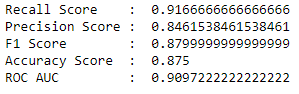 Recall Score    :  0.9166666666666666
Precision Score :  0.8461538461538461
F1 Score        :  0.8799999999999999
Accuracy Score  :  0.875
ROC AUC         :  0.9097222222222222